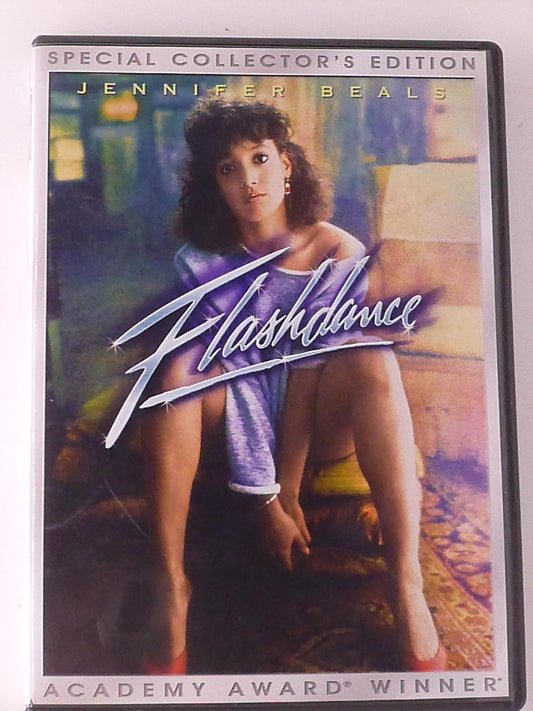 SPECIAL COLLECTOR'S EDITION
JENNIFER BEALS
Flashdance
ACADEMY AWARD® WINNER